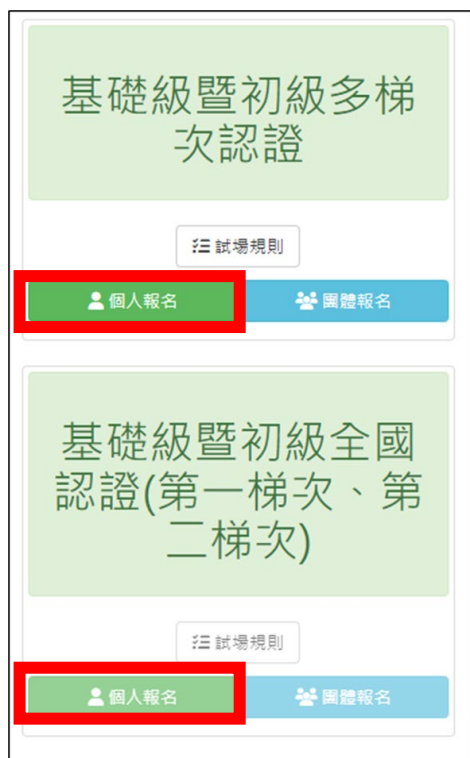 基礎級暨初級多梯
次認證
試場規則
個人報名
團體報名
基礎級暨初級全國
認證(第一梯次、第
二梯次)
試場規則
個人報名
團體報名